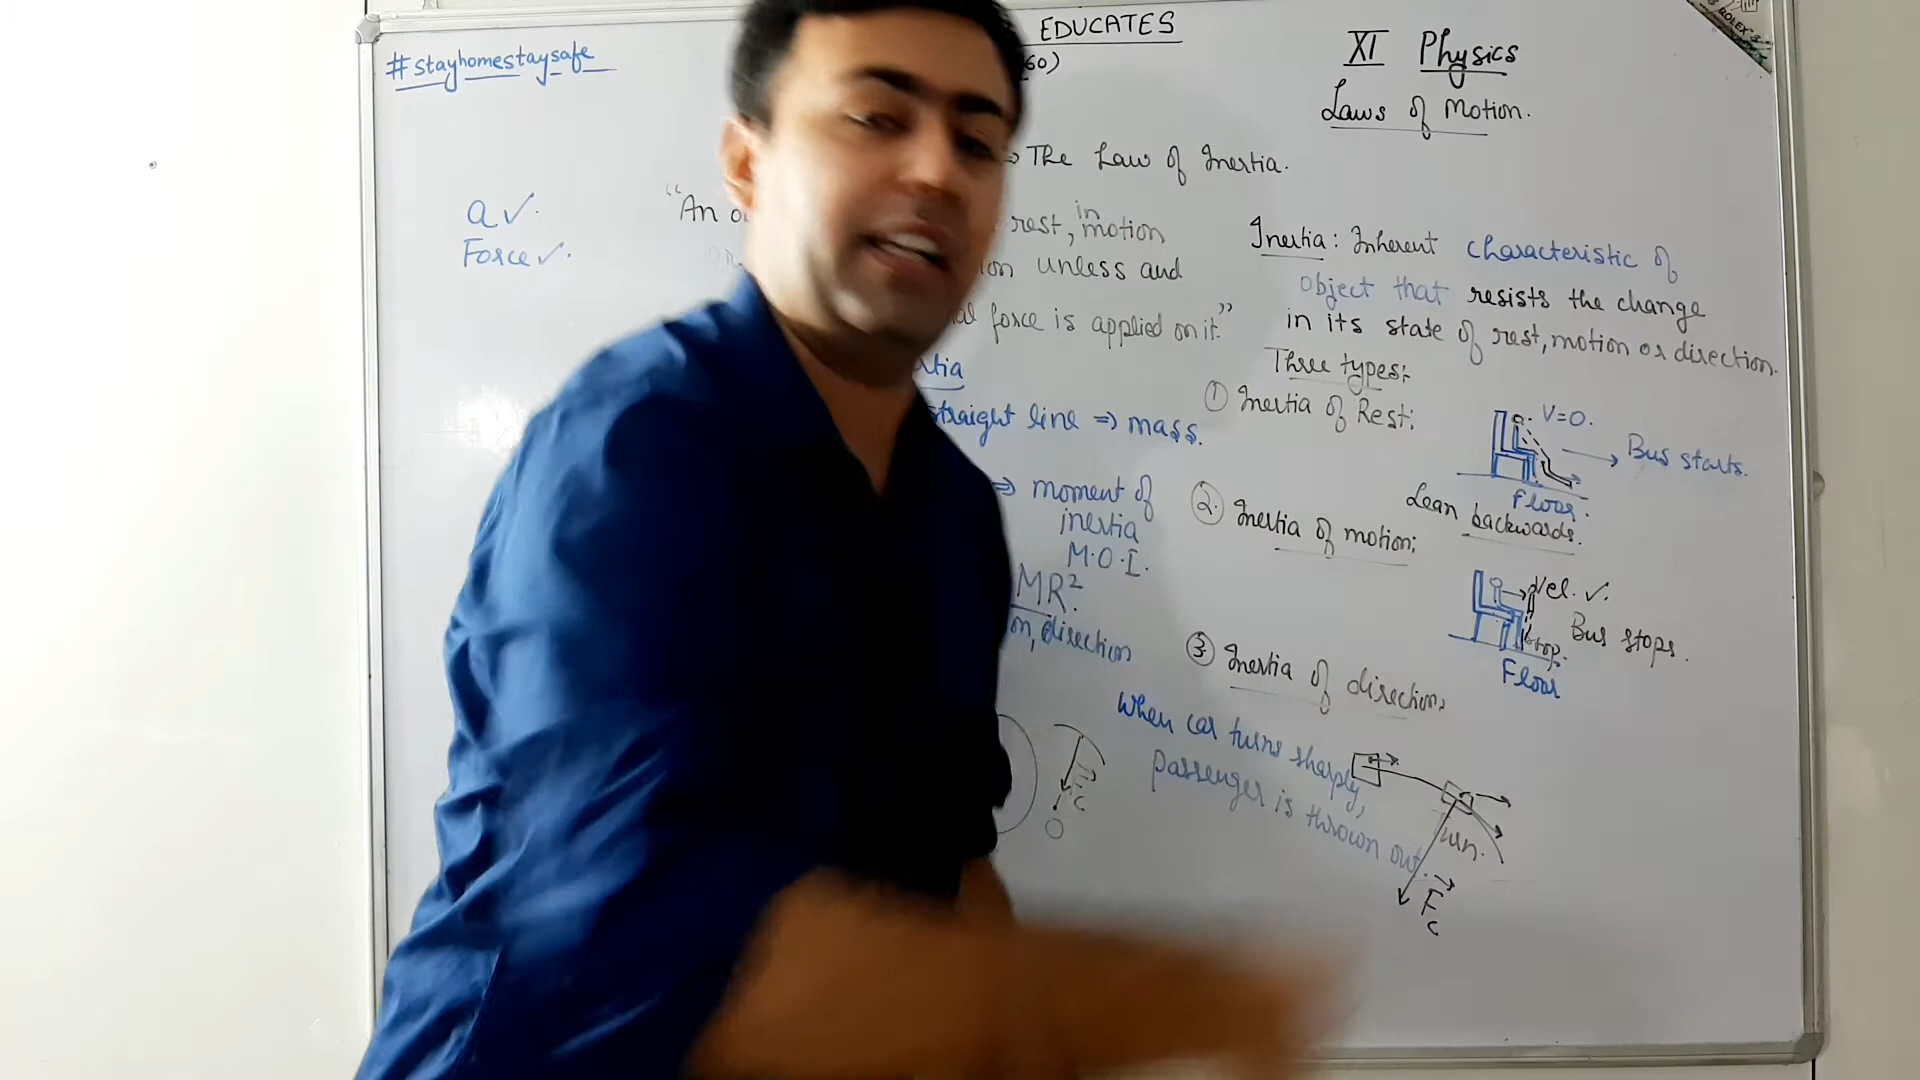 #stayhomestaysafe
EDUCATES
60)
XI Physics
Laws of Motion.
⇒ The Law of Inertia.
a ✓.
Force ✓.
"An
rest, in motion
unless and
force is applied on it."
Inertia: Inherent characteristic of
object that resists the change
in its state of rest, motion or direction.
Three types:
straight line ⇒ mass.
⇒ moment of
inertia
M.O.I.
MR².
direction
① Inertia of Rest:
V=0.
Bus starts.
Floor.
Lean backwards.
② Inertia of motion:
Vel. ✓.
Bus stops.
stop.
Floor
③ Inertia of direction:
When car turns sharply,
passenger is thrown out.
turn.
F꜀
F꜀
ROLEX